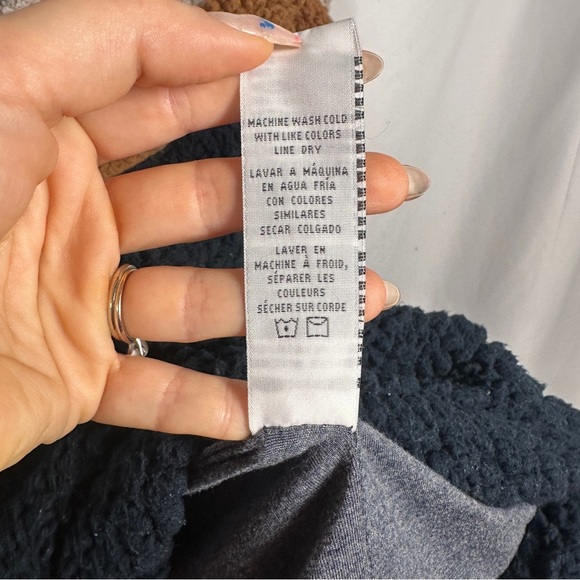 MACHINE WASH COLD
WITH LIKE COLORS
LINE DRY
LAVAR A MÁQUINA
EN AGUA FRÍA
CON COLORES
SIMILARES
SECAR COLGADO
LAVER EN
MACHINE À FROID,
SÉPARER LES
COULEURS
SÉCHER SUR CORDE